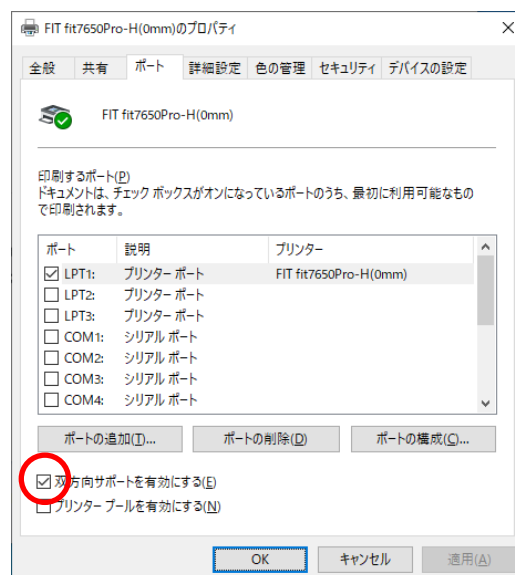 FIT fit7650Pro-H(0mm)のプロパティ
全般 共有 ポート 詳細設定 色の管理 セキュリティ デバイスの設定
FIT fit7650Pro-H(0mm)
印刷するポート(P)
ドキュメントは、チェック ボックスがオンになっているポートのうち、最初に利用可能なもの
で印刷されます。
ポート 説明 プリンター
LPT1: プリンター ポート FIT fit7650Pro-H(0mm)
LPT2: プリンター ポート
LPT3: プリンター ポート
COM1: シリアル ポート
COM2: シリアル ポート
COM3: シリアル ポート
COM4: シリアル ポート
ポートの追加(T)... ポートの削除(D) ポートの構成(C)...
双方向サポートを有効にする(E)
プリンター プールを有効にする(N)
OK キャンセル 適用(A)